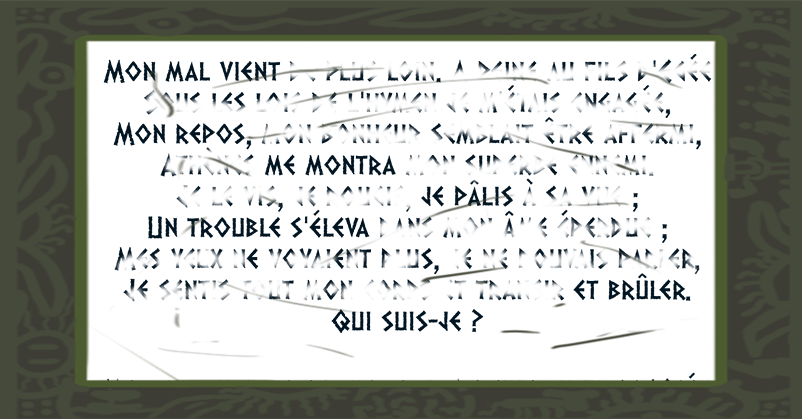 Mon mal vient de plus loin. A peine au fils d'Égée
Sous les lois de l'hymen je m'étais engagée,
Mon repos, mon bonheur semblait être affermi,
Athènes me montra mon superbe ennemi.
Je le vis, je rougis, je pâlis à sa vue ;
Un trouble s'éleva dans mon âme éperdue ;
Mes yeux ne voyaient plus, je ne pouvais parler,
Je sentis tout mon corps et transir et brûler.
Qui suis-je ?